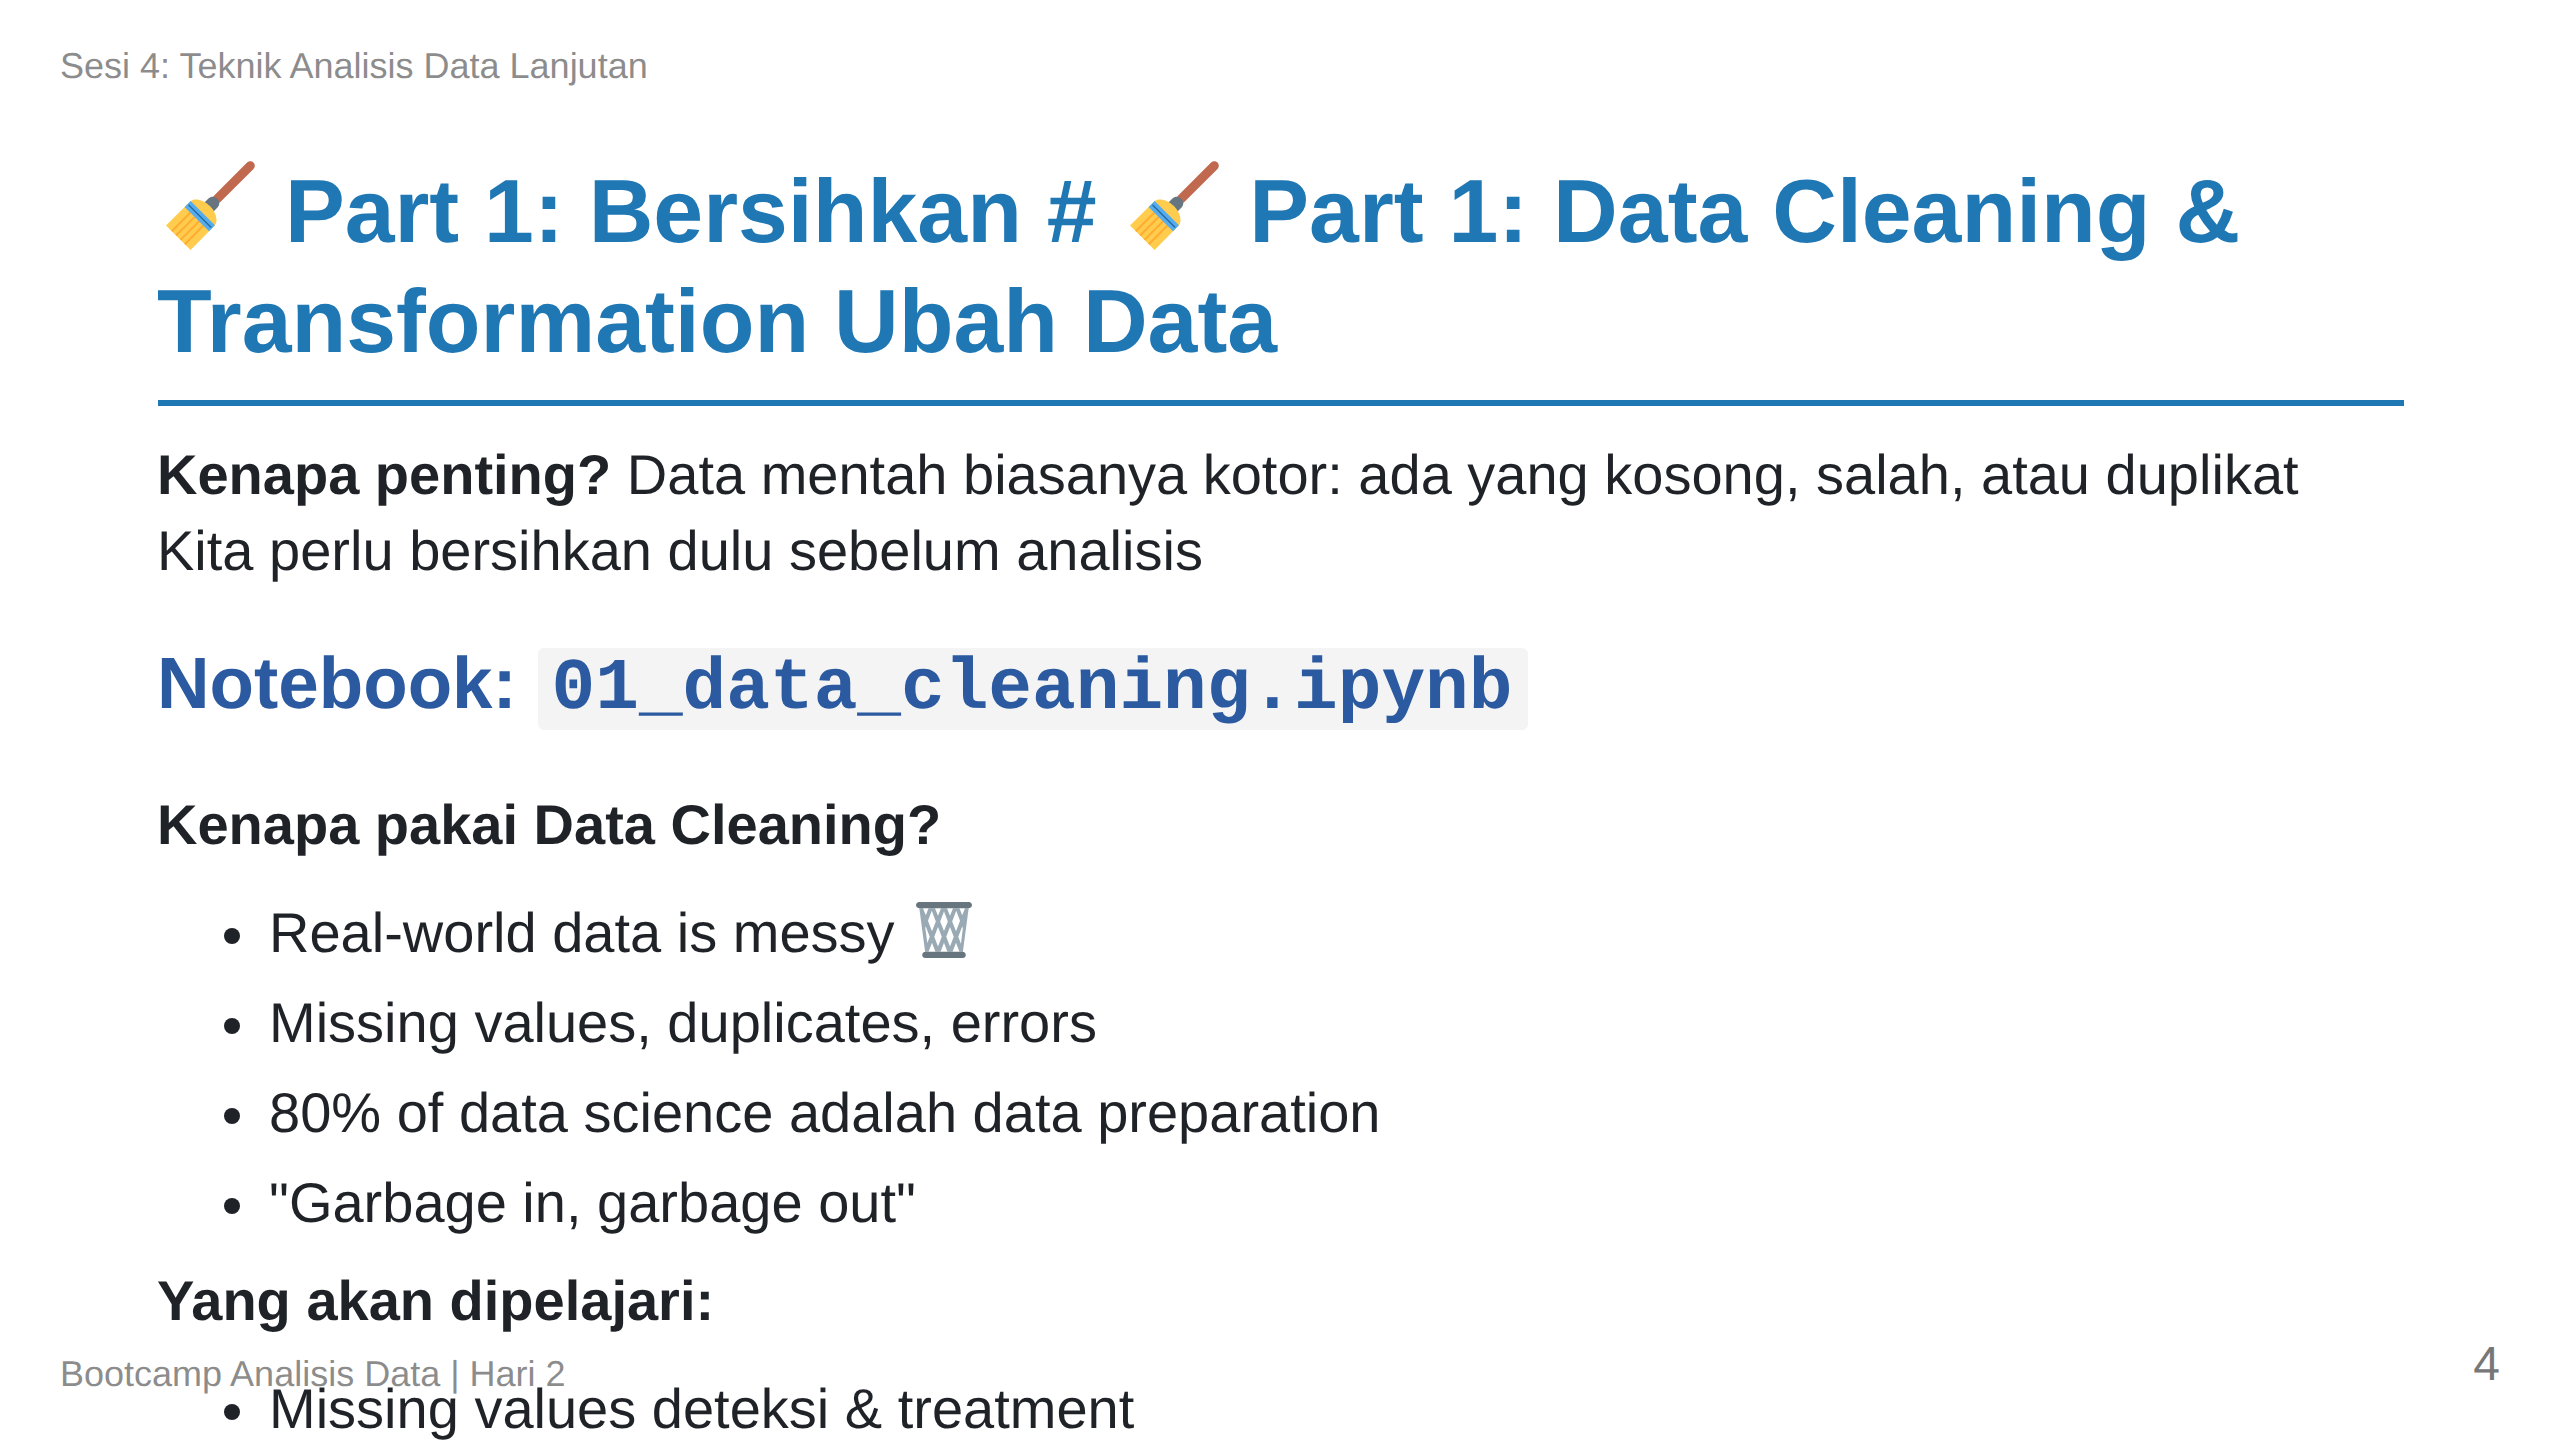 Sesi 4: Teknik Analisis Data Lanjutan
🧹 Part 1: Bersihkan # 🧹 Part 1: Data Cleaning &
Transformation Ubah Data
Kenapa penting? Data mentah biasanya kotor: ada yang kosong, salah, atau duplikat
Kita perlu bersihkan dulu sebelum analisis
Notebook: 01_data_cleaning.ipynb
Kenapa pakai Data Cleaning?
• Real-world data is messy 🗑
• Missing values, duplicates, errors
• 80% of data science adalah data preparation
• "Garbage in, garbage out"
Yang akan dipelajari:
Bootcamp Analisis Data | Hari 2
4
• Missing values deteksi & treatment